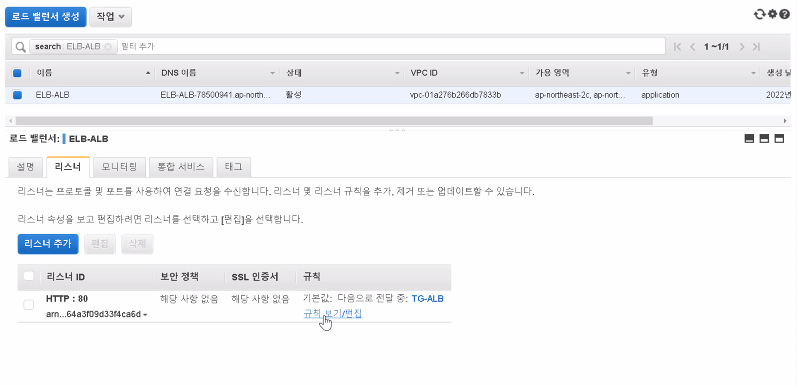 로드 밸런서 생성 작업
search : ELB-ALB 필터 추가 1 ~1/1
이름 DNS 이름 상태 VPC ID 가용 영역 유형 생성 날
ELB-ALB ELB-ALB-78500941.ap-north... 활성 vpc-01a276b266db7833b ap-northeast-2c, ap-nort... application 2022년
로드 밸런서: ELB-ALB
설명 리스너 모니터링 통합 서비스 태그
리스너는 프로토콜 및 포트를 사용하여 연결 요청을 수신합니다. 리스너 및 리스너 규칙을 추가, 제거 또는 업데이트할 수 있습니다.
리스너 속성을 보고 편집하려면 리스너를 선택하고 [편집]을 선택합니다.
리스너 추가 편집 삭제
리스너 ID 보안 정책 SSL 인증서 규칙
HTTP : 80 해당 사항 없음 해당 사항 없음 기본값: 다음으로 전달 중: TG-ALB
arn...64a3f09d33f4ca6d 규칙 보기/편집